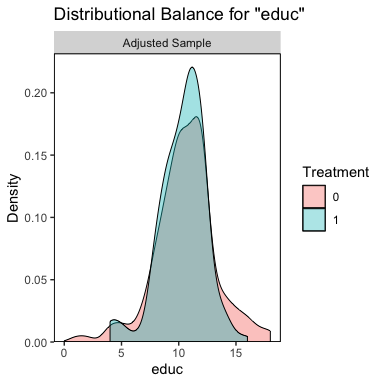 Distributional Balance for "educ"
Adjusted Sample
0.20
0.15
0.10
0.05
0.00
Density
0
5
10
15
educ
Treatment
0
1